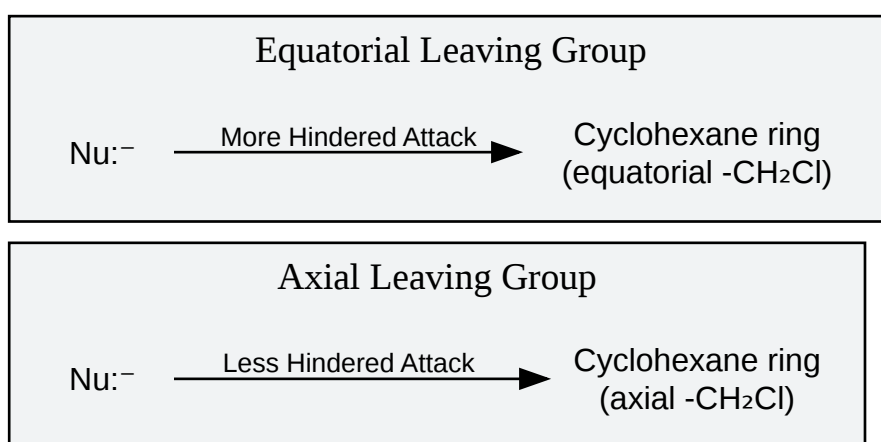 Equatorial Leaving Group
More Hindered Attack
Nu:⁻
Cyclohexane ring
(equatorial -CH₂Cl)
Axial Leaving Group
Less Hindered Attack
Nu:⁻
Cyclohexane ring
(axial -CH₂Cl)